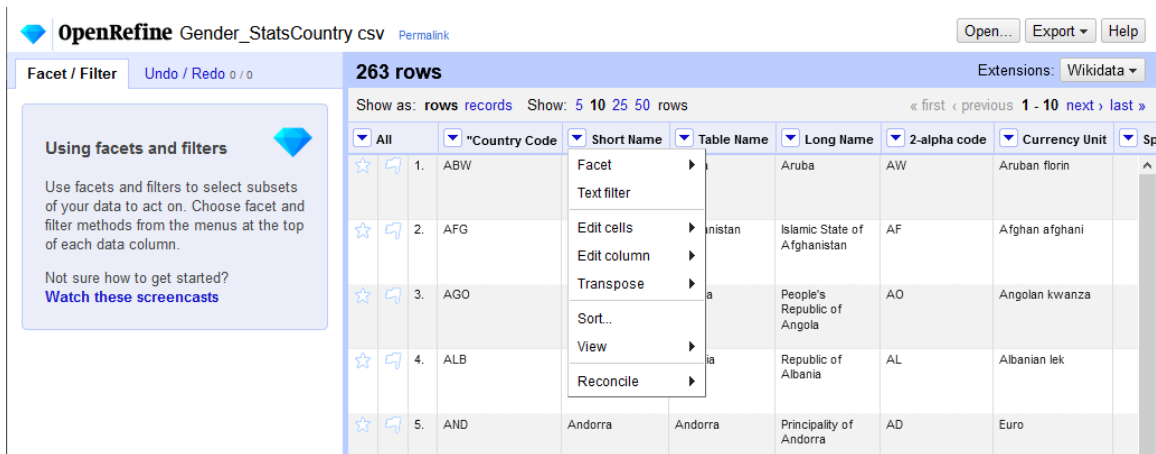 OpenRefine Gender_StatsCountry csv Permalink Open... Export Help
Facet / Filter Undo / Redo 0 / 0 263 rows Extensions: Wikidata
Show as: rows records Show: 5 10 25 50 rows « first ‹ previous 1 - 10 next › last »
All "Country Code Short Name Table Name Long Name 2-alpha code Currency Unit Sp
Using facets and filters
Use facets and filters to select subsets
of your data to act on. Choose facet and
filter methods from the menus at the top
of each data column.
Not sure how to get started?
Watch these screencasts
1. ABW Aruba AW Aruban florin
2. AFG nistan Islamic State of AF Afghan afghani
Afghanistan
3. AGO a People's AO Angolan kwanza
Republic of
Angola
4. ALB ia Republic of AL Albanian lek
Albania
5. AND Andorra Andorra Principality of AD Euro
Andorra
Facet
Text filter
Edit cells
Edit column
Transpose
Sort...
View
Reconcile